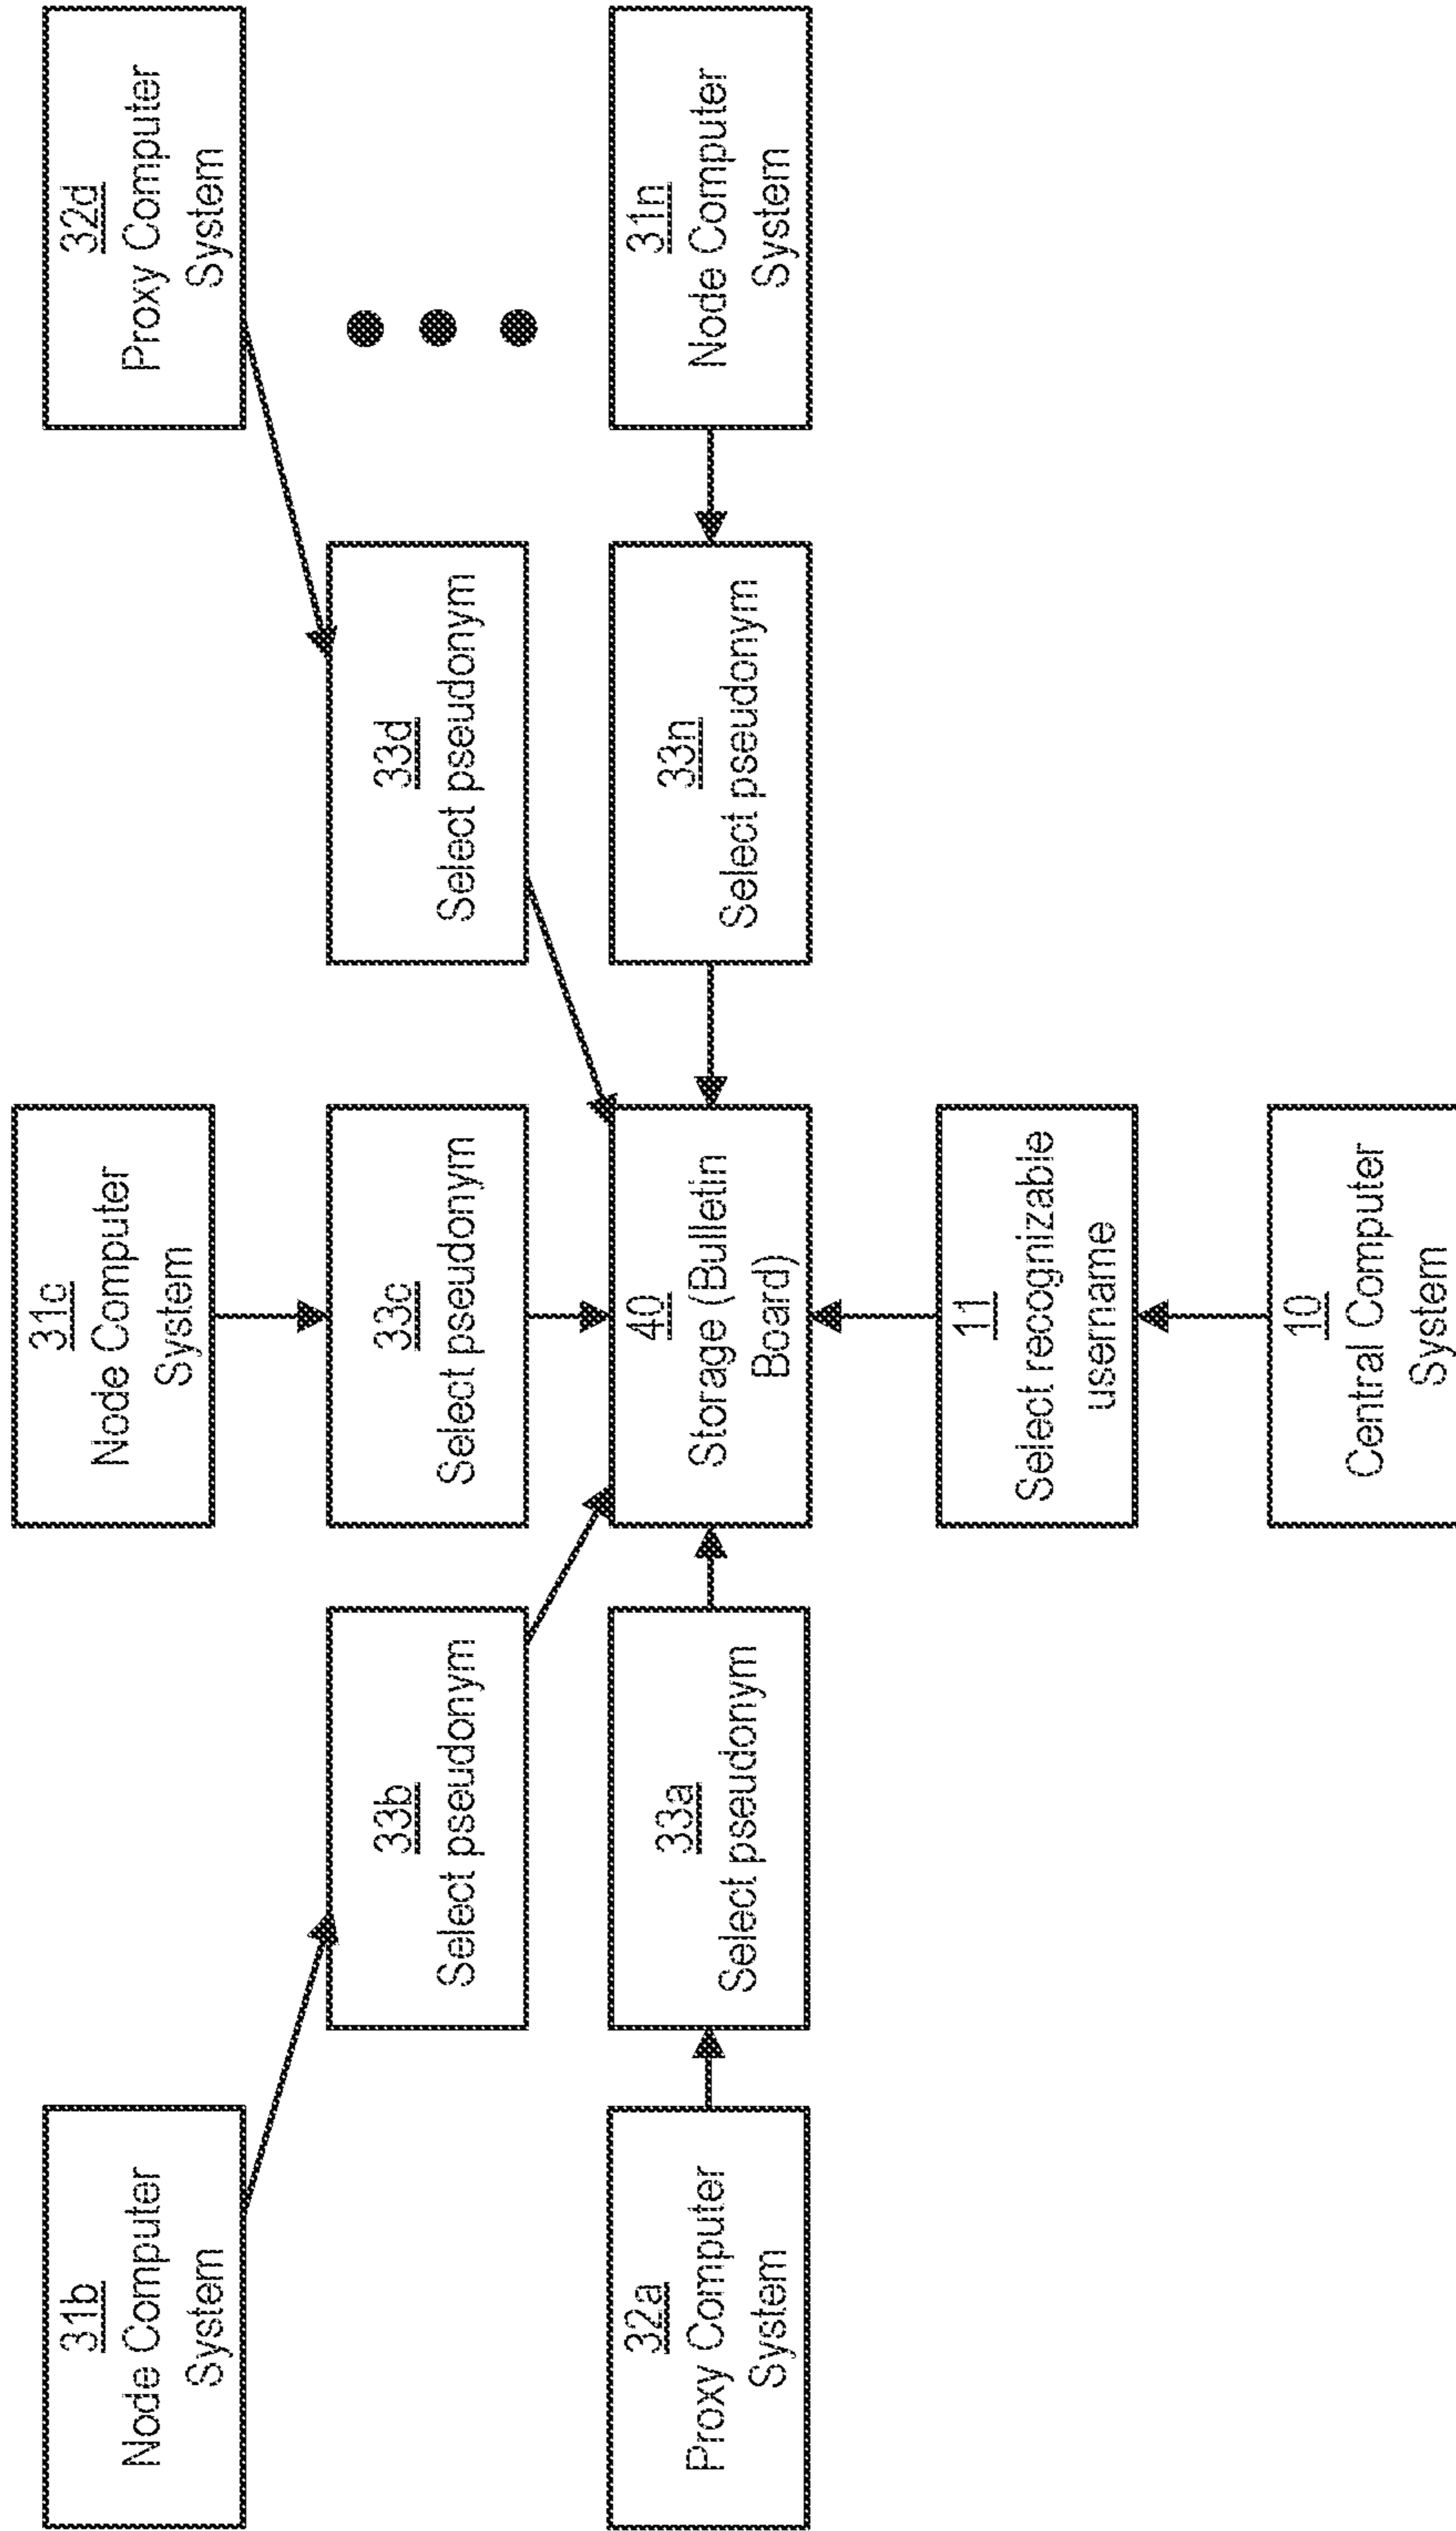 31b
Node Computer
System
31c
Node Computer
System
32d
Proxy Computer
System
33b
Select pseudonym
33c
Select pseudonym
33d
Select pseudonym
32a
Proxy Computer
System
33a
Select pseudonym
40
Storage (Bulletin
Board)
33n
Select pseudonym
31n
Node Computer
System
11
Select recognizable
username
10
Central Computer
System